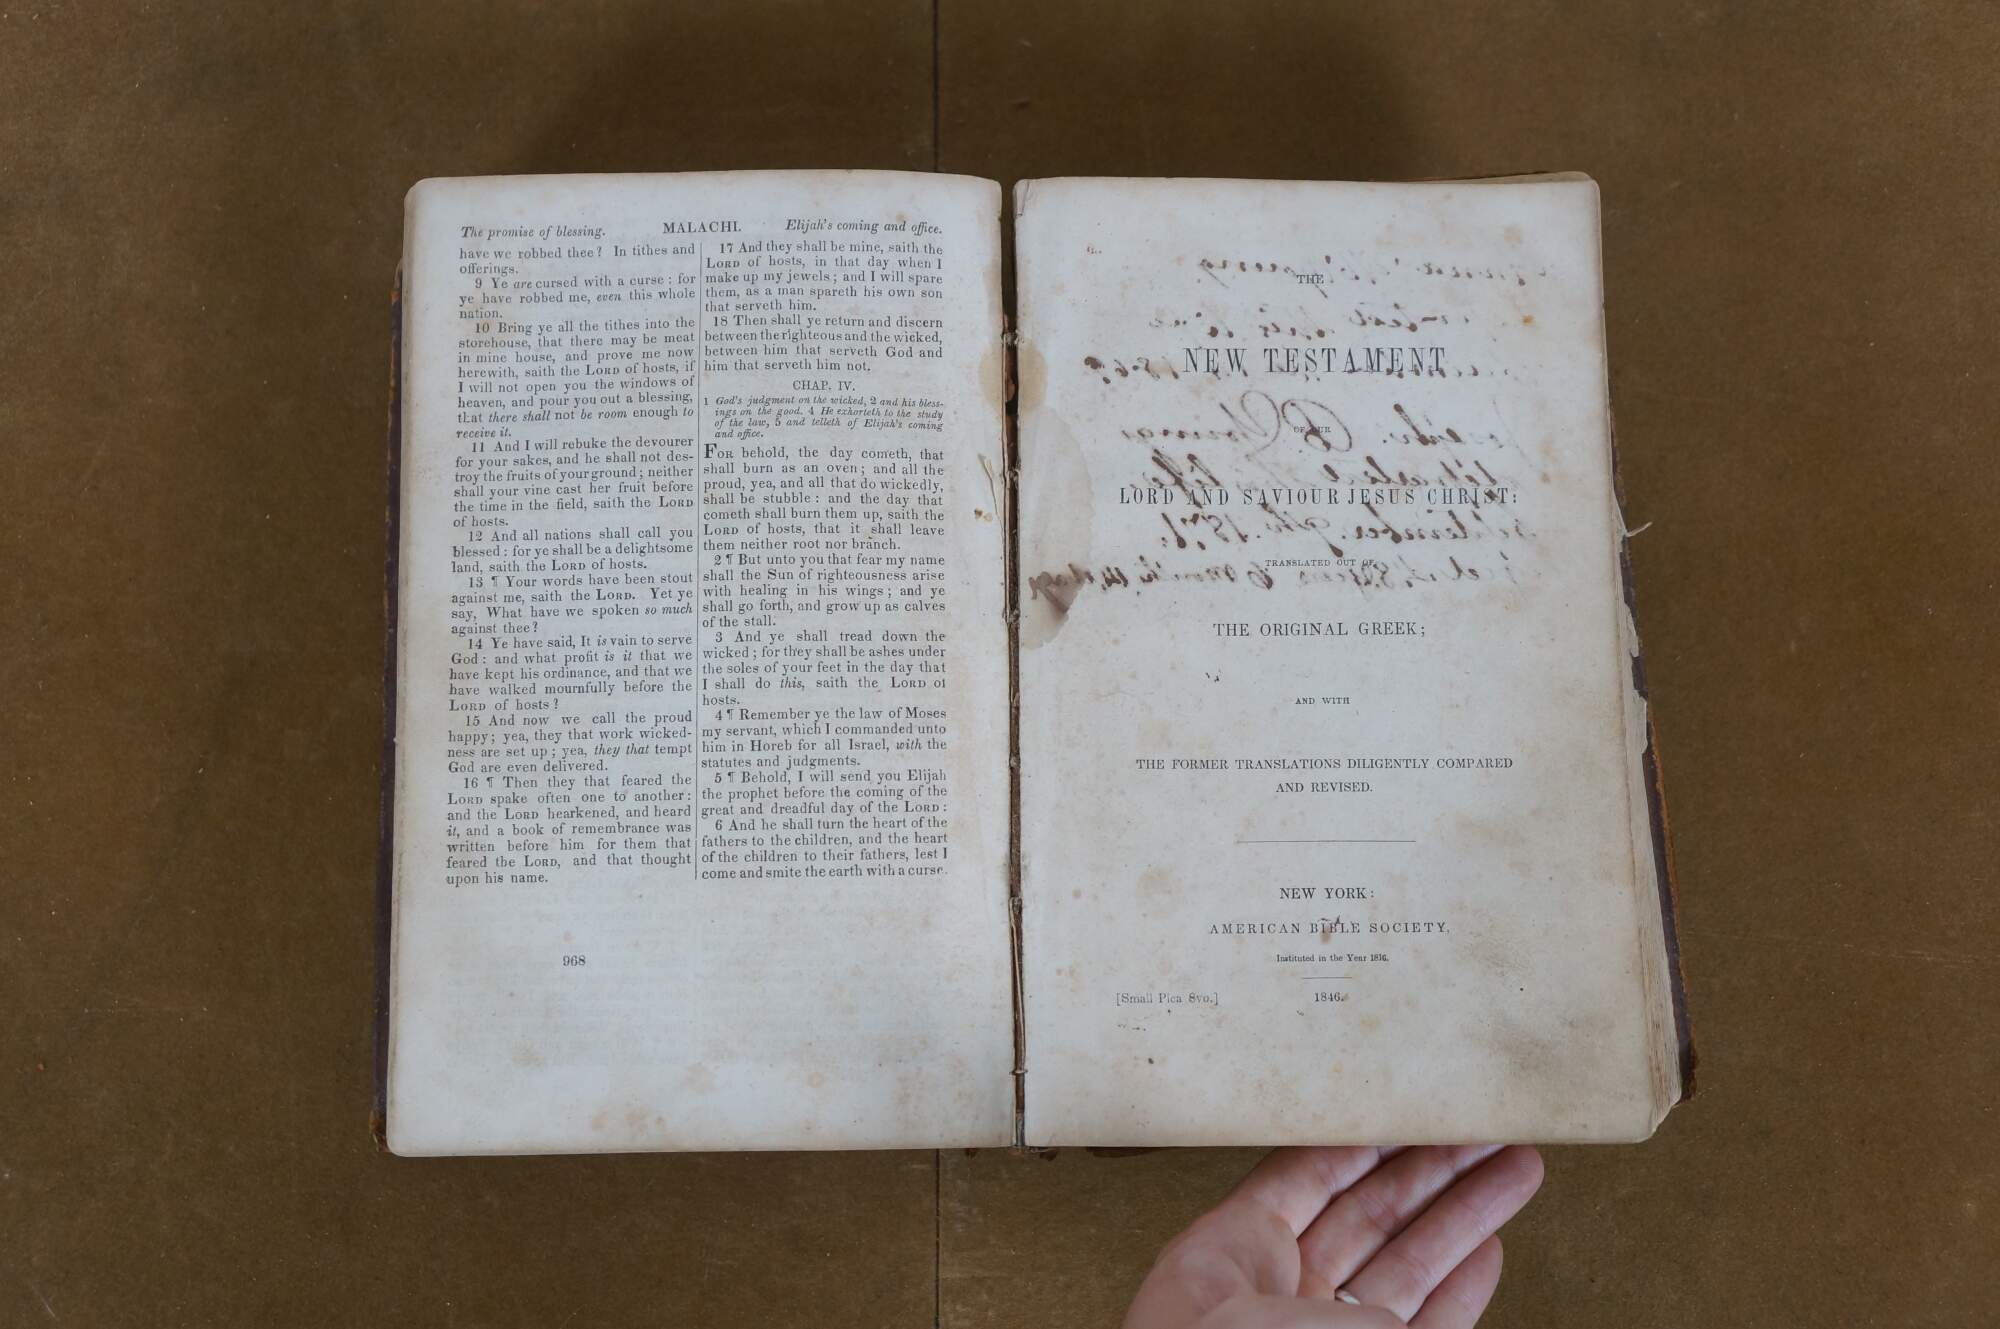 The promise of blessing. MALACHI. Elijah's coming and office.
have we robbed thee? In tithes and
offerings.
9 Ye are cursed with a curse: for
ye have robbed me, even this whole
nation.
10 Bring ye all the tithes into the
storehouse, that there may be meat
in mine house, and prove me now
herewith, saith the LORD of hosts, if
I will not open you the windows of
heaven, and pour you out a blessing,
that there shall not be room enough to
receive it.
11 And I will rebuke the devourer
for your sakes, and he shall not des-
troy the fruits of your ground; neither
shall your vine cast her fruit before
the time in the field, saith the LORD
of hosts.
12 And all nations shall call you
blessed: for ye shall be a delightsome
land, saith the LORD of hosts.
13 ¶ Your words have been stout
against me, saith the LORD. Yet ye
say, What have we spoken so much
against thee?
14 Ye have said, It is vain to serve
God: and what profit is it that we
have kept his ordinance, and that we
have walked mournfully before the
LORD of hosts?
15 And now we call the proud
happy; yea, they that work wicked-
ness are set up; yea, they that tempt
God are even delivered.
16 ¶ Then they that feared the
LORD spake often one to another:
and the LORD hearkened, and heard
it, and a book of remembrance was
written before him for them that
feared the LORD, and that thought
upon his name.
17 And they shall be mine, saith the
LORD of hosts, in that day when I
make up my jewels; and I will spare
them, as a man spareth his own son
that serveth him.
18 Then shall ye return and discern
between the righteous and the wicked,
between him that serveth God and
him that serveth him not.
CHAP. IV.
1 God's judgment on the wicked, 2 and his bless-
ings on the good. 4 He exhorteth to the study
of the law, 5 and telleth of Elijah's coming
and office.
FOR behold, the day cometh, that
shall burn as an oven; and all the
proud, yea, and all that do wickedly,
shall be stubble: and the day that
cometh shall burn them up, saith the
LORD of hosts, that it shall leave
them neither root nor branch.
2 ¶ But unto you that fear my name
shall the Sun of righteousness arise
with healing in his wings; and ye
shall go forth, and grow up as calves
of the stall.
3 And ye shall tread down the
wicked; for they shall be ashes under
the soles of your feet in the day that
I shall do this, saith the LORD of
hosts.
4 ¶ Remember ye the law of Moses
my servant, which I commanded unto
him in Horeb for all Israel, with the
statutes and judgments.
5 ¶ Behold, I will send you Elijah
the prophet before the coming of the
great and dreadful day of the LORD:
6 And he shall turn the heart of the
fathers to the children, and the heart
of the children to their fathers, lest I
come and smite the earth with a curse.
968
THE
NEW TESTAMENT
OF OUR
LORD AND SAVIOUR JESUS CHRIST:
TRANSLATED OUT OF
THE ORIGINAL GREEK;
AND WITH
THE FORMER TRANSLATIONS DILIGENTLY COMPARED
AND REVISED.
NEW YORK:
AMERICAN BIBLE SOCIETY,
Instituted in the Year 1816.
[Small Pica 8vo.] 1846.